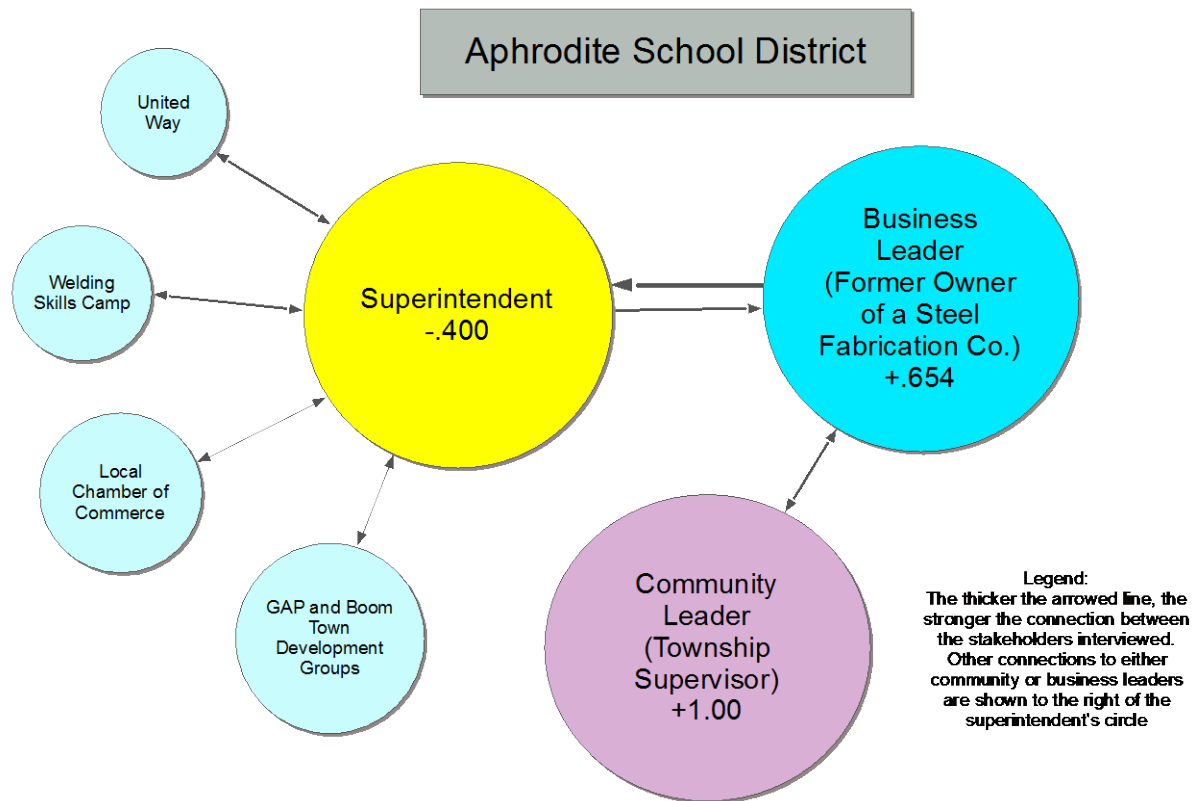 Aphrodite School District
United
Way
Welding
Skills Camp
Local
Chamber of
Commerce
GAP and Boom
Town
Development
Groups
Superintendent
-.400
Business
Leader
(Former Owner
of a Steel
Fabrication Co.)
+.654
Community
Leader
(Township
Supervisor)
+1.00
Legend:
The thicker the arrowed line, the
stronger the connection between
the stakeholders interviewed.
Other connections to either
community or business leaders
are shown to the right of the
superintendent's circle